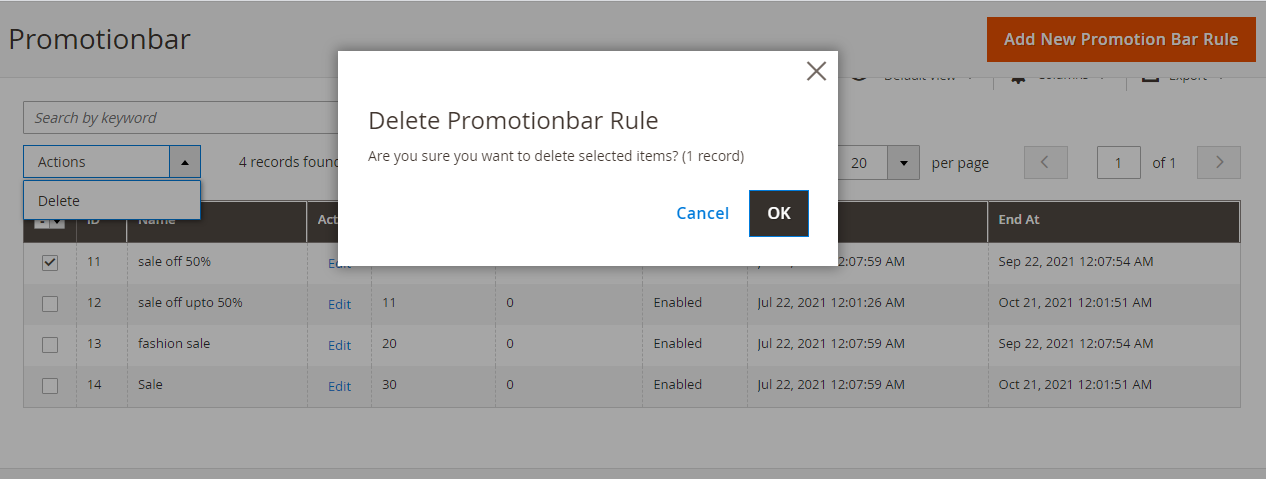 Promotionbar
Add New Promotion Bar Rule
Default View
Columns
Export
Search by keyword
Delete Promotionbar Rule
Are you sure you want to delete selected items? (1 record)
Cancel
OK
Actions
4 records found
20
per page
1
of 1
Delete
ID
Name
End At
11
sale off 50%
Edit
12:07:59 AM
Sep 22, 2021 12:07:54 AM
12
sale off upto 50%
Edit
11
0
Enabled
Jul 22, 2021 12:01:26 AM
Oct 21, 2021 12:01:51 AM
13
fashion sale
Edit
20
0
Enabled
Jul 22, 2021 12:07:59 AM
Sep 22, 2021 12:07:54 AM
14
Sale
Edit
30
0
Enabled
Jul 22, 2021 12:07:59 AM
Oct 21, 2021 12:01:51 AM